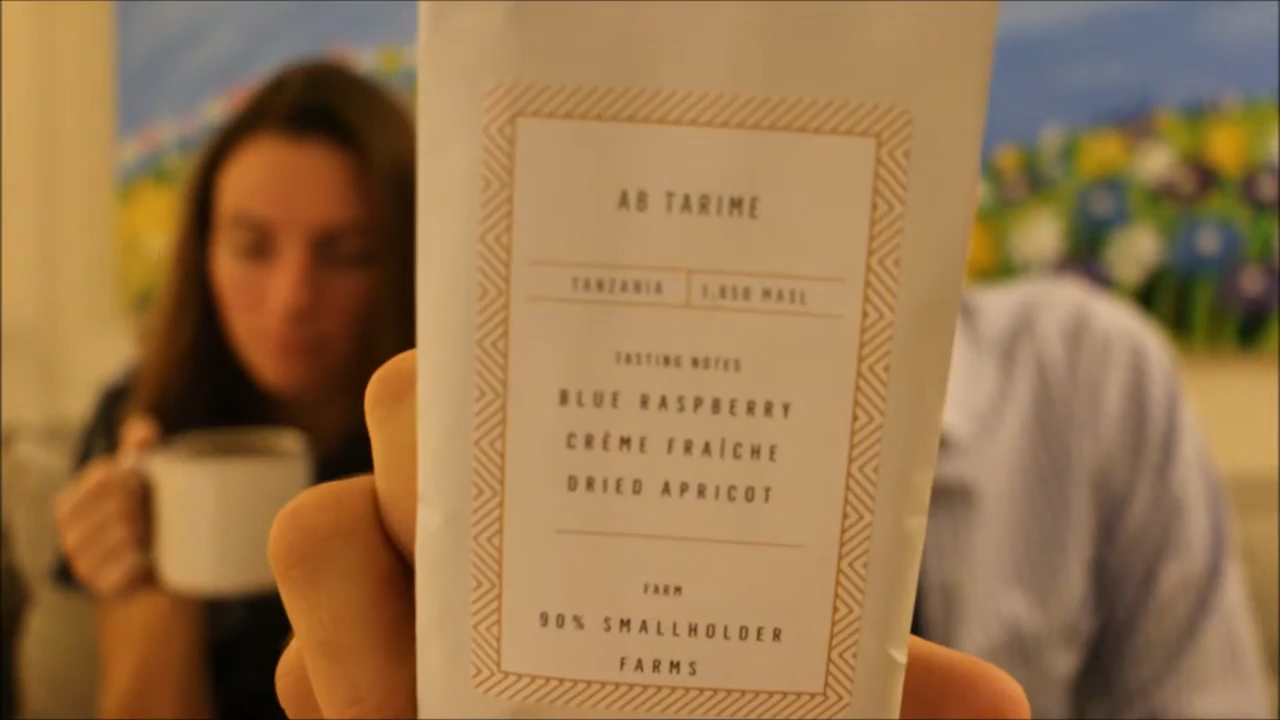 AB TARIME
TANZANIA 1,850 MASL
TASTING NOTES
BLUE RASPBERRY
CRÈME FRAÎCHE
DRIED APRICOT
FARM
90% SMALLHOLDER
FARMS